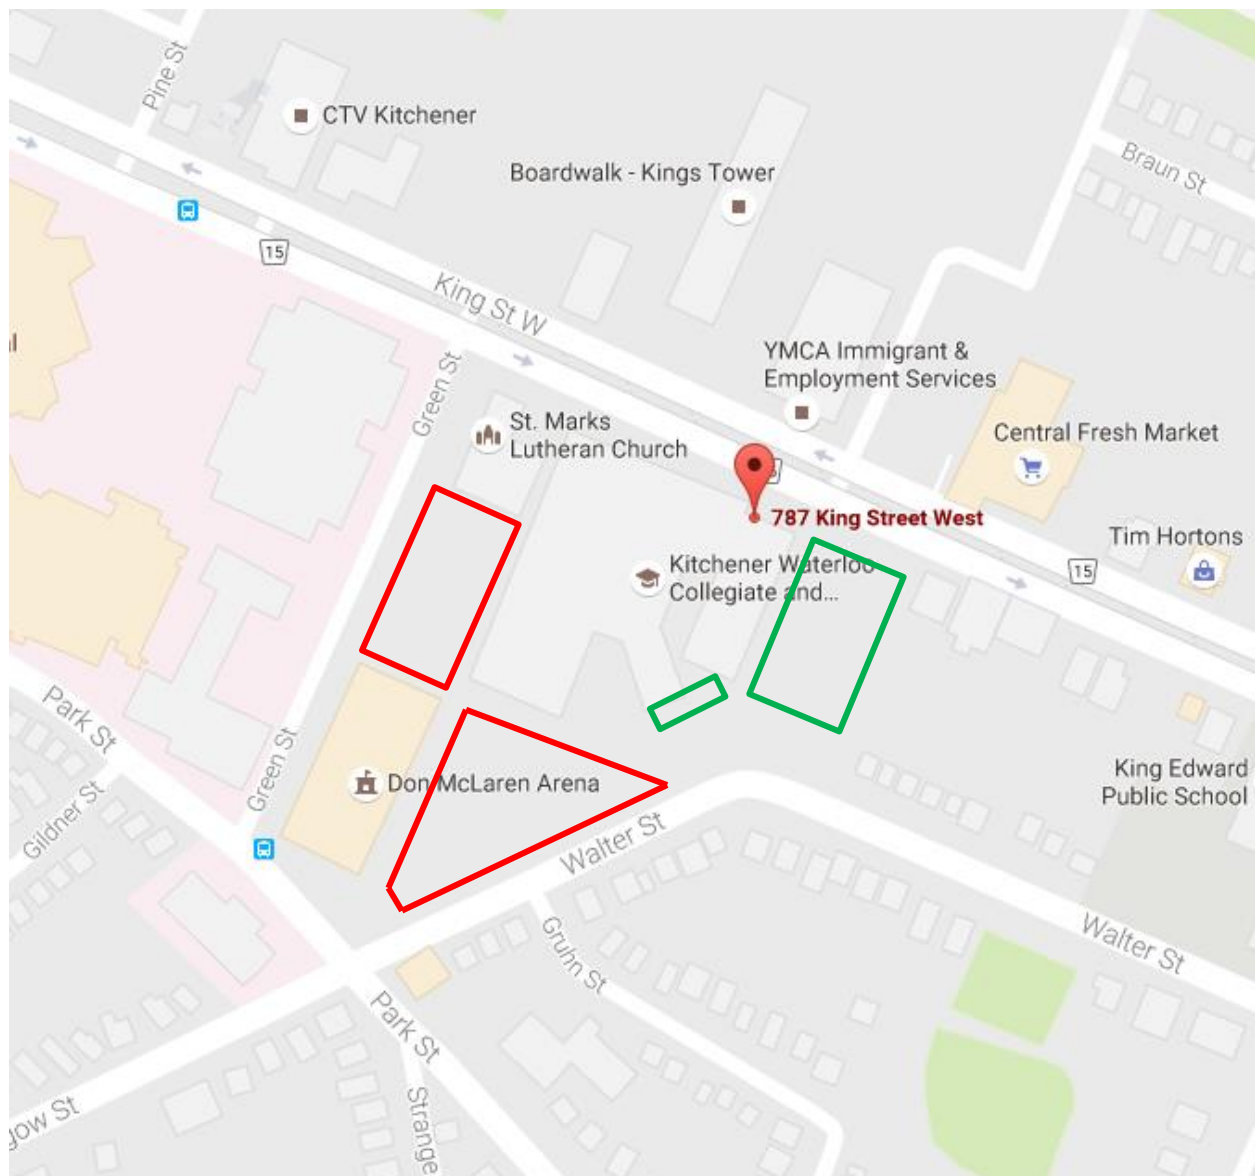 Pine St
CTV Kitchener
Boardwalk - Kings Tower
Braun St
15
King St W
Green St
YMCA Immigrant &
Employment Services
St. Marks
Lutheran Church
Central Fresh Market
787 King Street West
Tim Hortons
15
Kitchener Waterloo
Collegiate and...
Park St
Green St
Gildner St
Don McLaren Arena
King Edward
Public School
Walter St
Walter St
Gruhn St
Park St
Strange
gow St